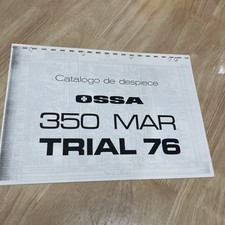 Catalogo de despiece
OSSA
350 MAR
TRIAL 76